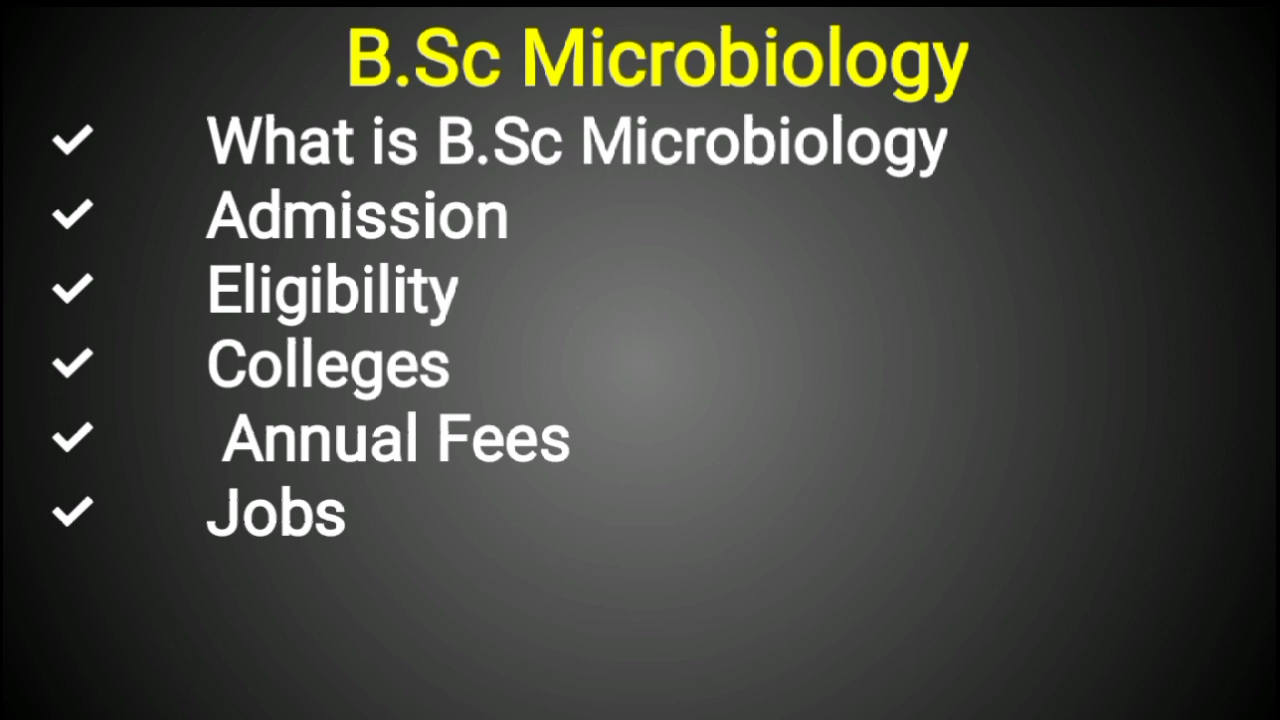 B.Sc Microbiology
✓ What is B.Sc Microbiology
✓ Admission
✓ Eligibility
✓ Colleges
✓ Annual Fees
✓ Jobs